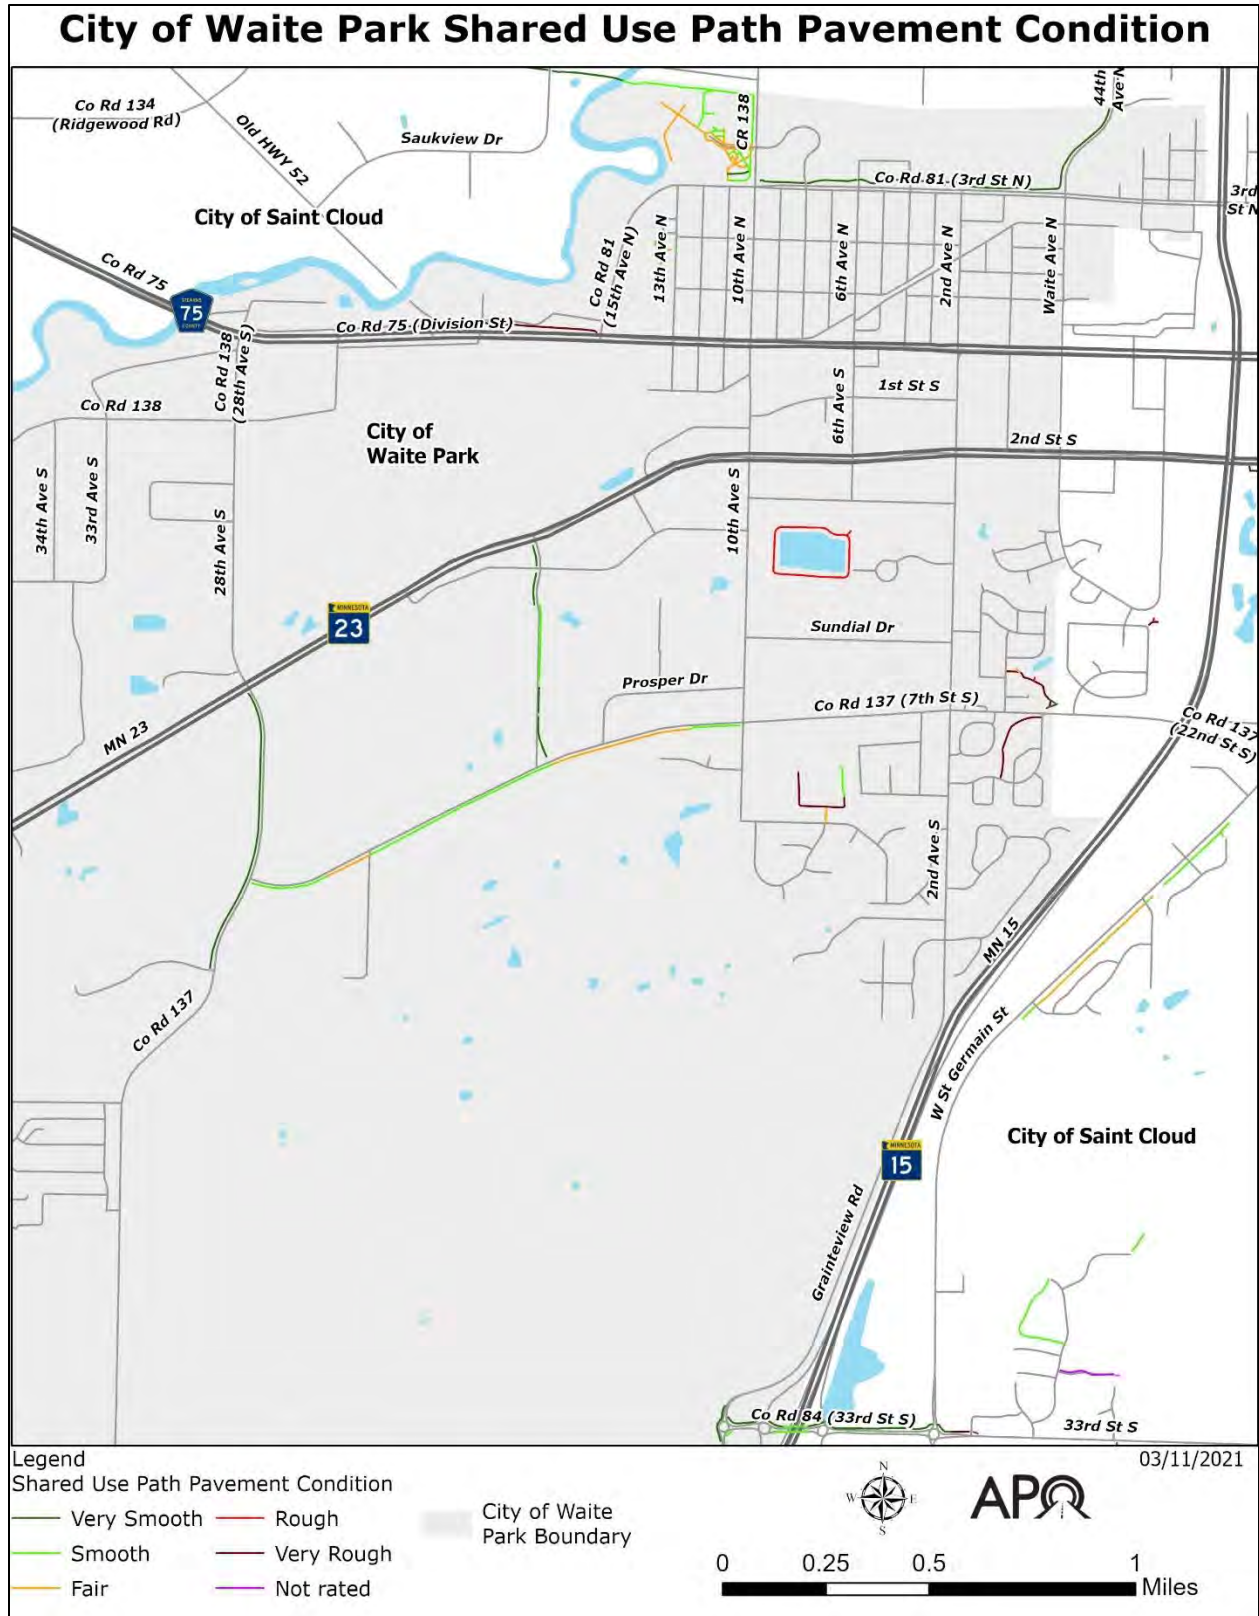 City of Waite Park Shared Use Path Pavement Condition
Co Rd 134
(Ridgewood Rd)
Old HWY 52
Saukview Dr
CR 138
44th
Ave N
Co Rd 81 (3rd St N)
3rd
St N
City of Saint Cloud
Co Rd 75
STEARNS
75
COUNTY
Co Rd 81
(15th Ave N)
13th Ave N
10th Ave N
6th Ave N
2nd Ave N
Waite Ave N
Co Rd 75 (Division St)
Co Rd 138
(28th Ave S)
Co Rd 138
6th Ave S
1st St S
City of
Waite Park
2nd St S
34th Ave S
33rd Ave S
28th Ave S
10th Ave S
MINNESOTA
23
Sundial Dr
Prosper Dr
Co Rd 137 (7th St S)
Co Rd 137
(22nd St S)
MN 23
2nd Ave S
MN 15
Co Rd 137
W St Germain St
City of Saint Cloud
MINNESOTA
15
Grainteview Rd
Co Rd 84 (33rd St S)
33rd St S
03/11/2021
Legend
Shared Use Path Pavement Condition
Very Smooth
Smooth
Fair
Rough
Very Rough
Not rated
City of Waite
Park Boundary
N
W
E
S
APO
0
0.25
0.5
1
Miles